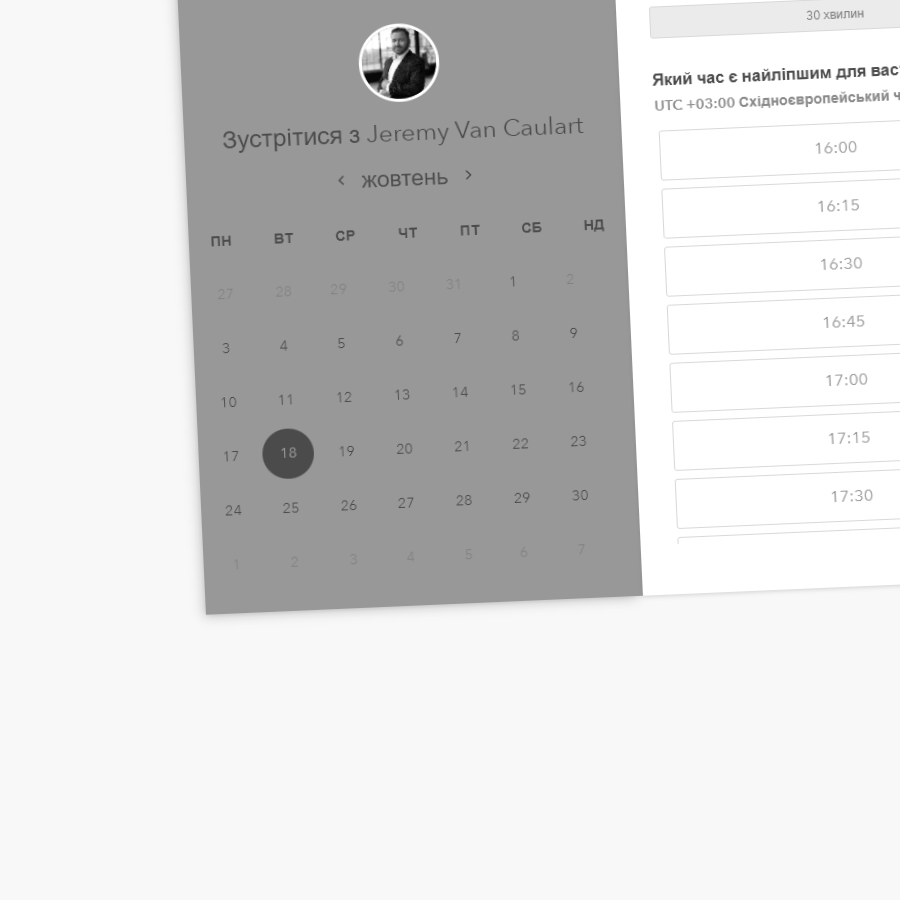 Зустрітися з Jeremy Van Caulart
‹ жовтень ›
ПН ВТ СР ЧТ ПТ СБ НД
27 28 29 30 31 1 2
3 4 5 6 7 8 9
10 11 12 13 14 15 16
17 18 19 20 21 22 23
24 25 26 27 28 29 30
1 2 3 4 5 6 7
30 хвилин
Який час є найліпшим для вас
UTC +03:00 Східноєвропейський
16:00
16:15
16:30
16:45
17:00
17:15
17:30